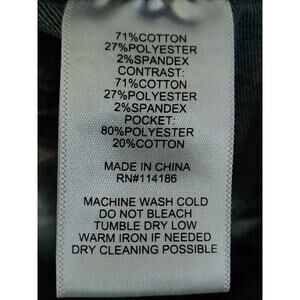 71%COTTON
27%POLYESTER
2%SPANDEX
CONTRAST:
71%COTTON
27%POLYESTER
2%SPANDEX
POCKET:
80%POLYESTER
20%COTTON
MADE IN CHINA
RN#114186
MACHINE WASH COLD
DO NOT BLEACH
TUMBLE DRY LOW
WARM IRON IF NEEDED
DRY CLEANING POSSIBLE